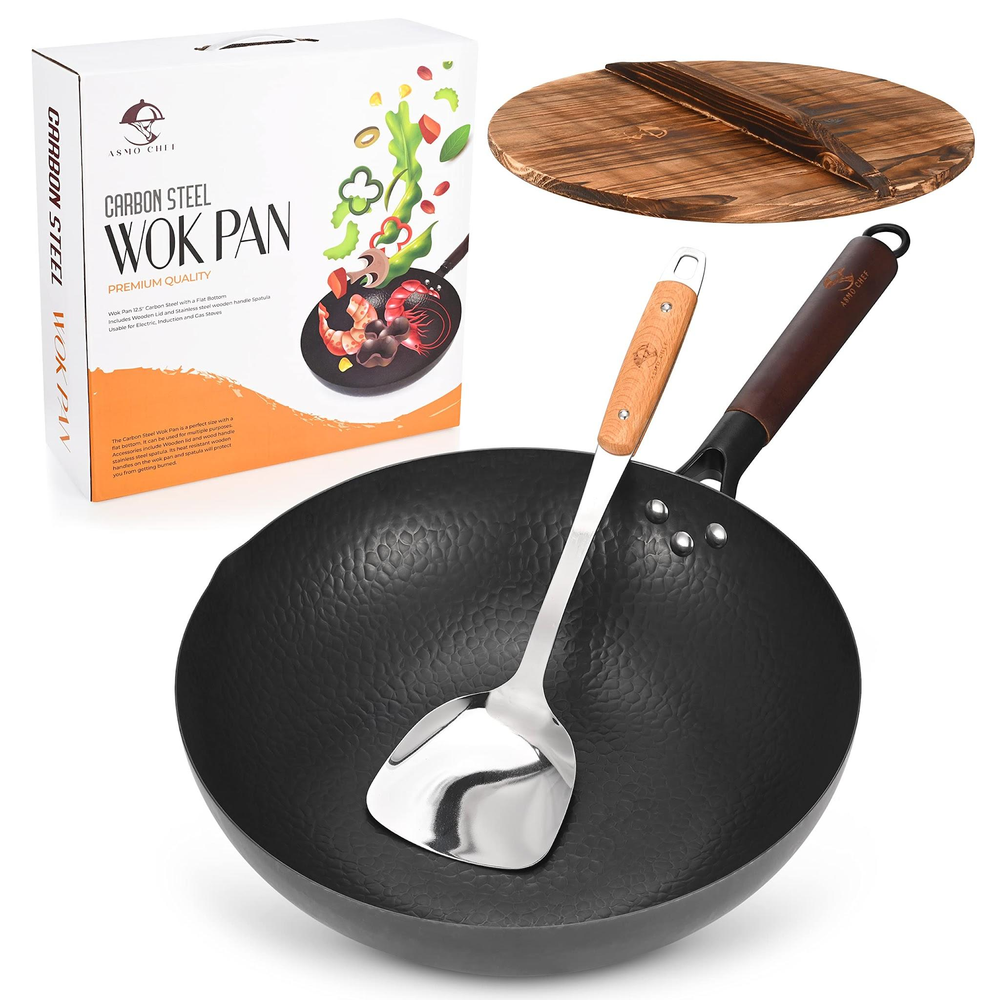 ASMO CHEF
CARBON STEEL
WOK PAN
PREMIUM QUALITY
Wok Pan 12.5" Carbon Steel with a Flat Bottom
Includes Wooden Lid and Stainless steel wooden handle Spatula
Usable for Electric, Induction and Gas Stoves
The Carbon Steel Wok Pan is a perfect size with a
flat bottom. It can be used for multiple purposes.
Accessories include Wooden lid and wood handle
stainless steel spatula. Its heat resistant wooden
handles on the wok pan and spatula will protect
you from getting burned.
CARBON STEEL WOK PAN
ASMO CHEF
ASMO CHEF